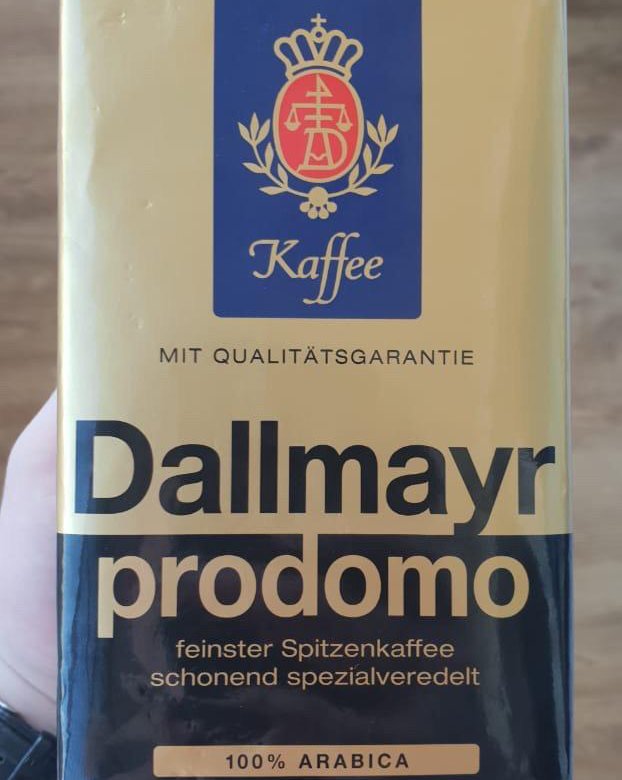 Kaffee
MIT QUALITÄTSGARANTIE
Dallmayr
prodomo
feinster Spitzenkaffee
schonend spezialveredelt
100% ARABICA